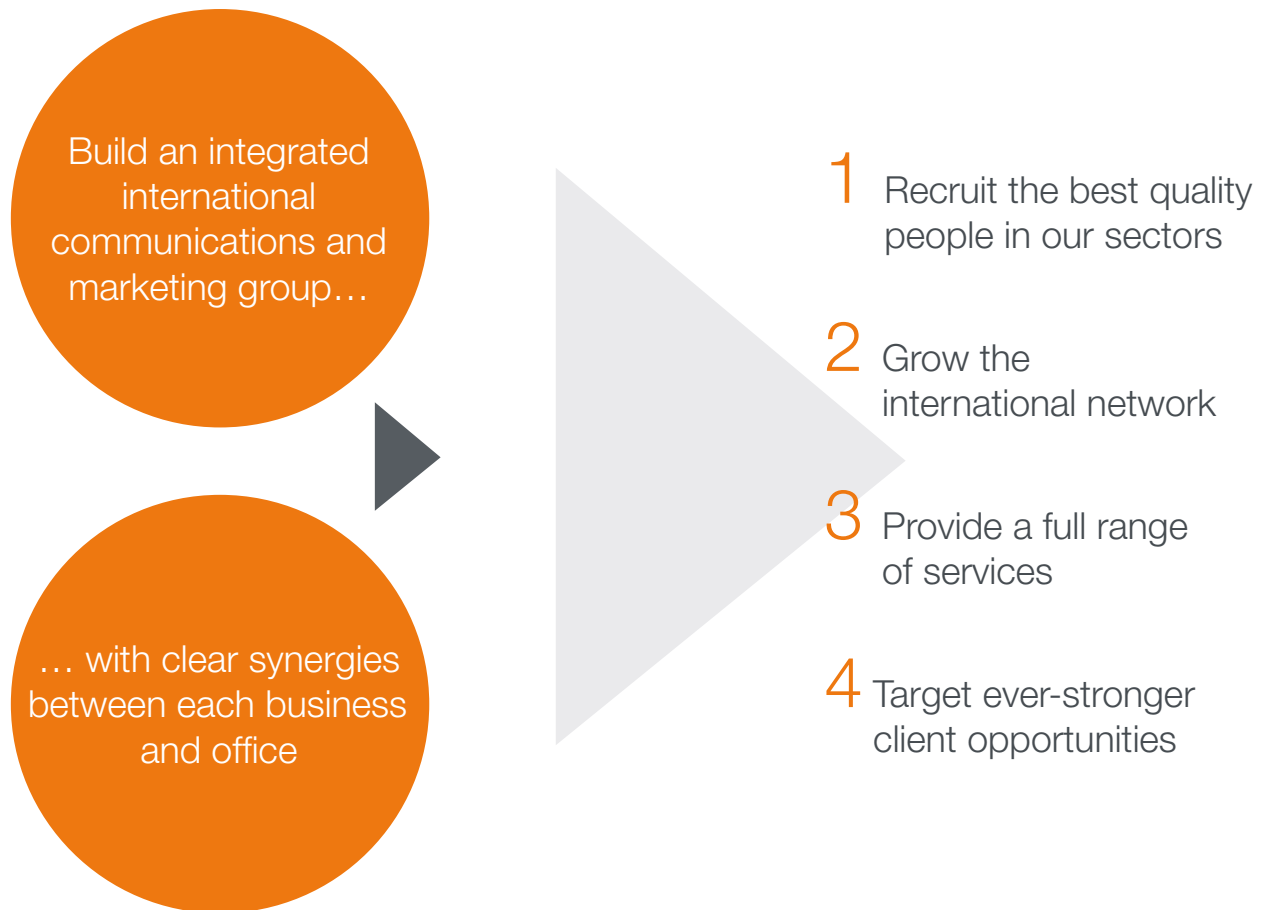 Build an integrated
international
communications and
marketing group…
… with clear synergies
between each business
and office
1 Recruit the best quality
people in our sectors
2 Grow the
international network
3 Provide a full range
of services
4 Target ever-stronger
client opportunities